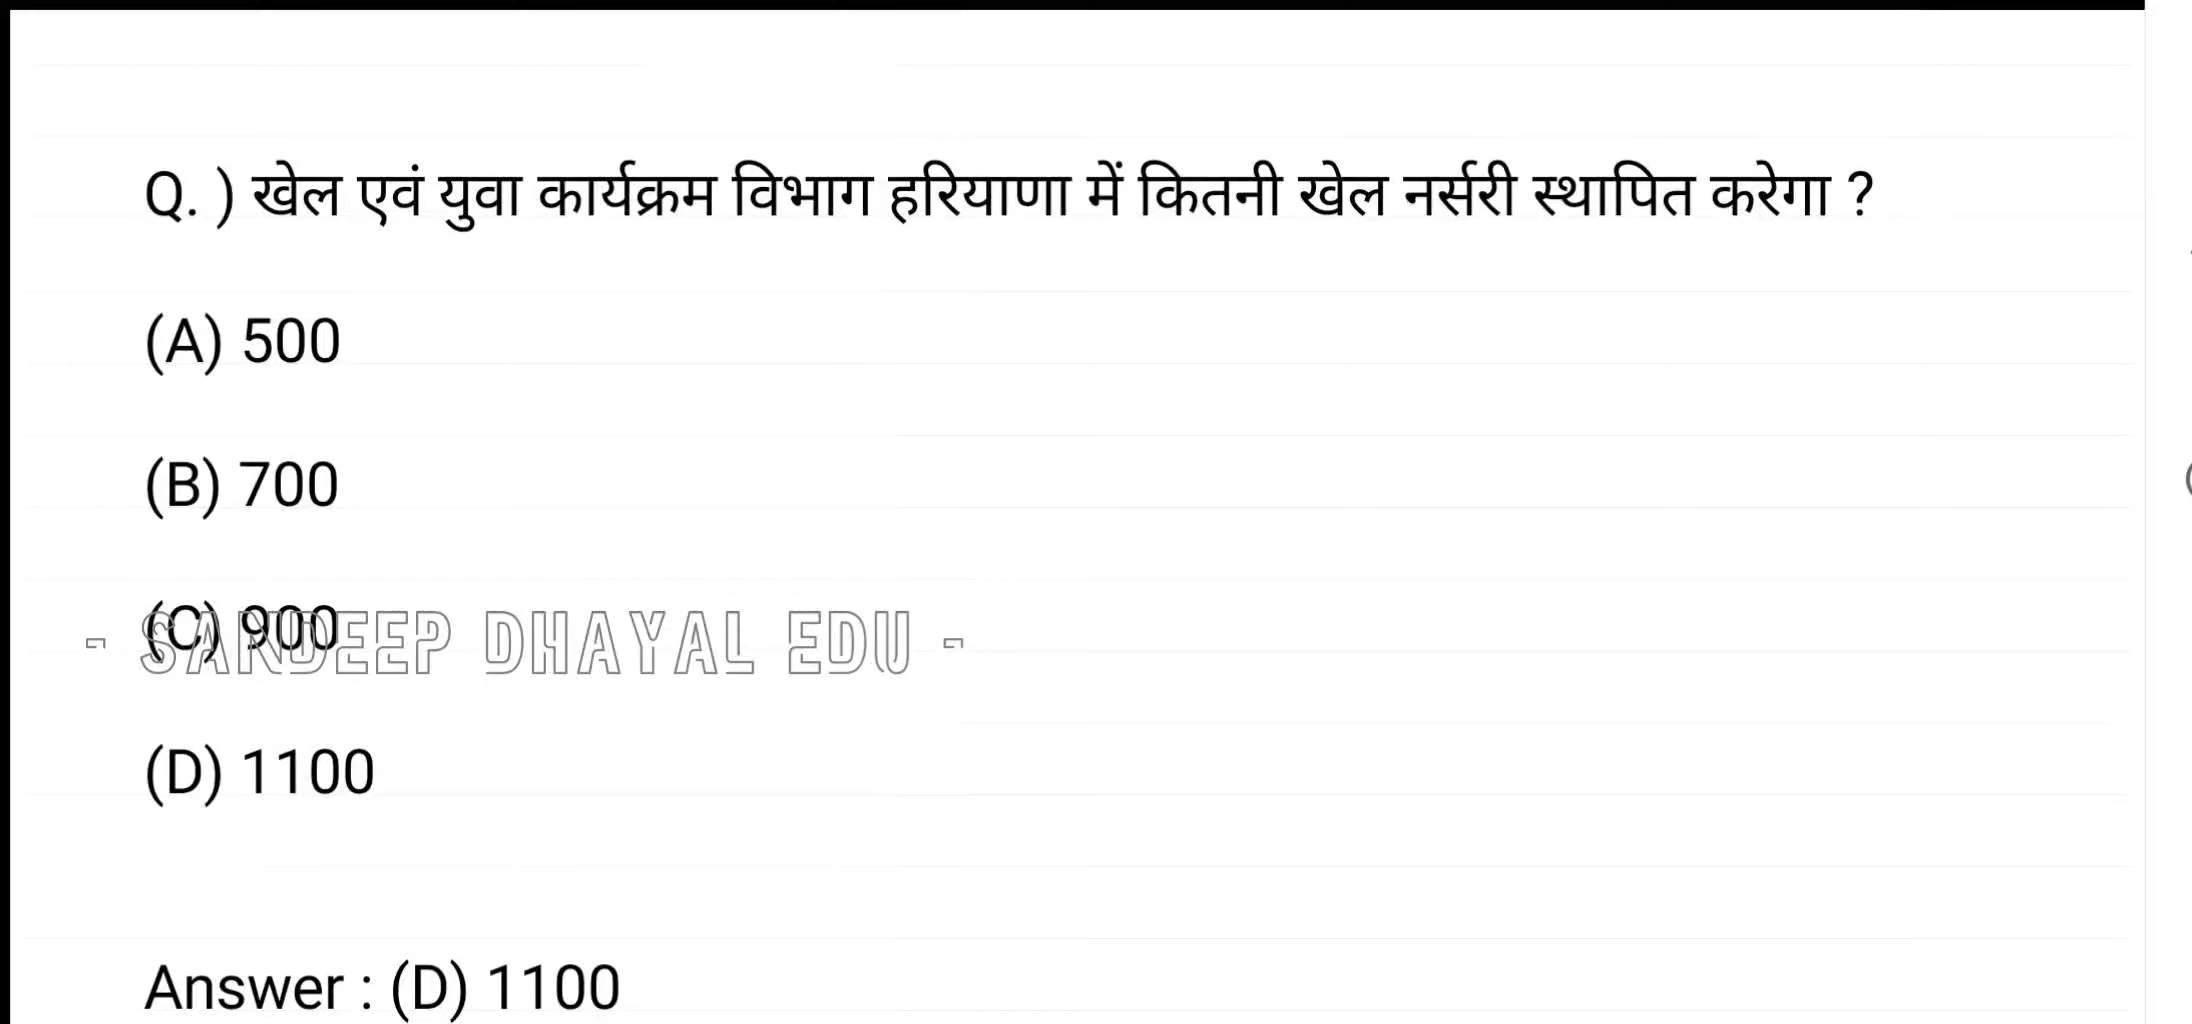 Q. ) खेल एवं युवा कार्यक्रम विभाग हरियाणा में कितनी खेल नर्सरी स्थापित करेगा ?
(A) 500
(B) 700
(C) 900
- SANDEEP DHAYAL EDU -
(D) 1100
Answer : (D) 1100